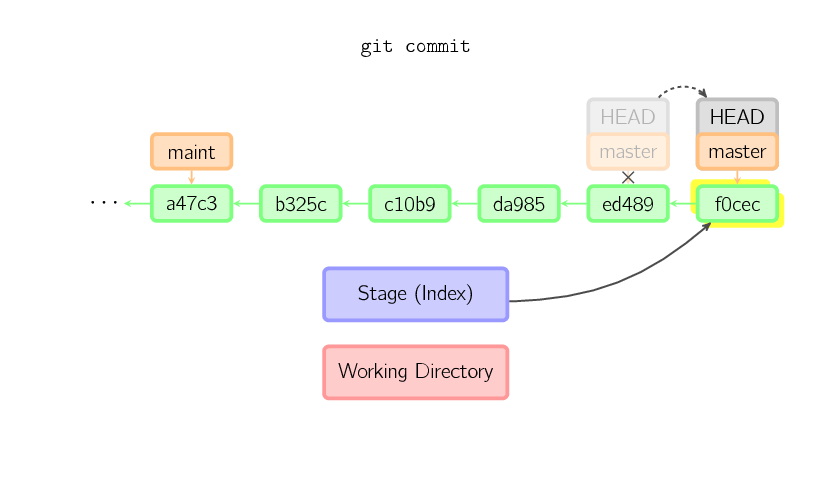 git commit
HEAD HEAD
maint master master
... a47c3 b325c c10b9 da985 ed489 f0cec
Stage (Index)
Working Directory